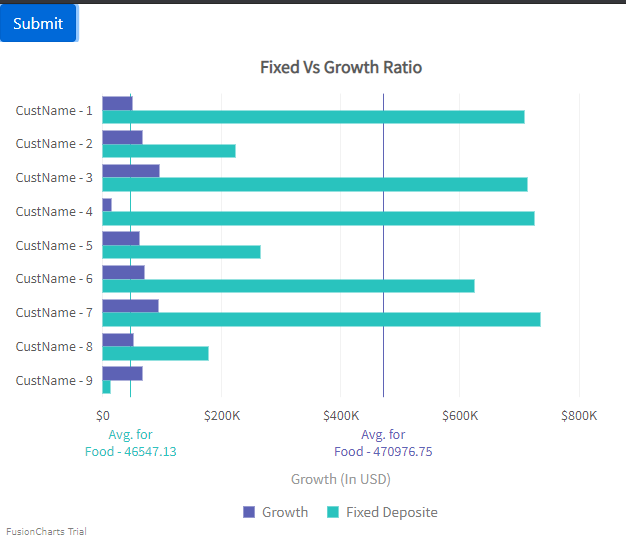 Submit
Fixed Vs Growth Ratio
CustName - 1
CustName - 2
CustName - 3
CustName - 4
CustName - 5
CustName - 6
CustName - 7
CustName - 8
CustName - 9
$0 $200K $400K $600K $800K
Avg. for
Food - 46547.13
Avg. for
Food - 470976.75
Growth (In USD)
Growth Fixed Deposite
FusionCharts Trial